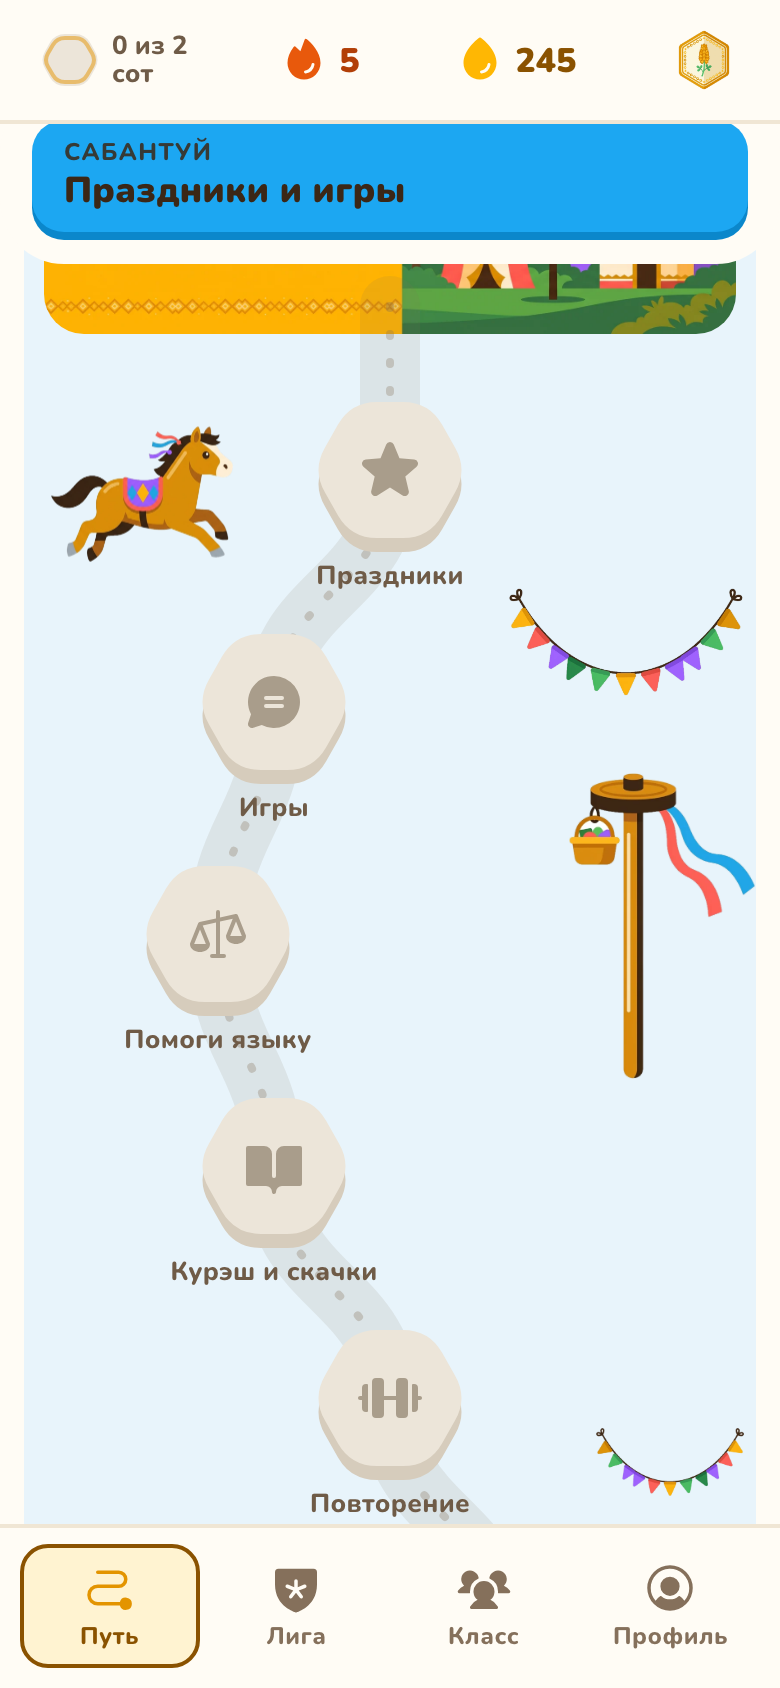 0 из 2
сот
5
245
САБАНТУЙ
Праздники и игры
Праздники
Игры
Помоги языку
Курэш и скачки
Повторение
Путь
Лига
Класс
Профиль